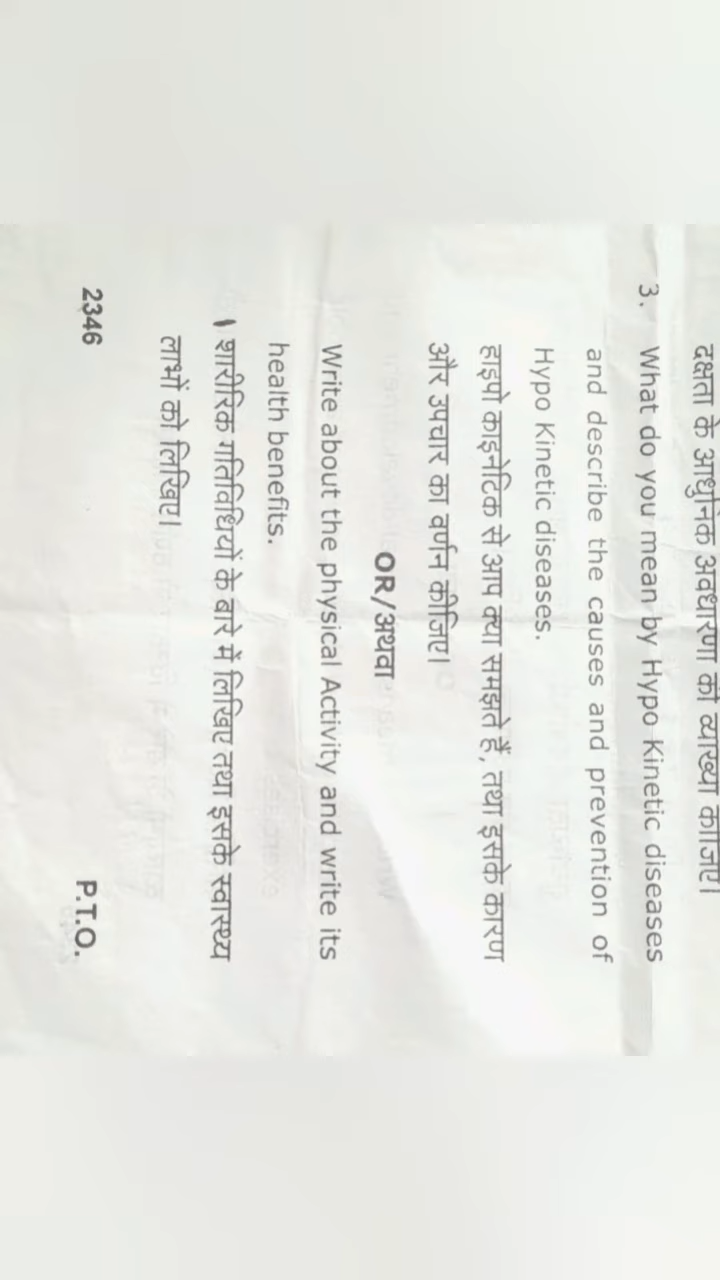 दक्षता के आधुनिक अवधारणा की व्याख्या कीजिए।
3. What do you mean by Hypo Kinetic diseases
and describe the causes and prevention of
Hypo Kinetic diseases.
हाइपो काइनेटिक से आप क्या समझते हैं, तथा इसके कारण
और उपचार का वर्णन कीजिए।
OR/अथवा
Write about the physical Activity and write its
health benefits.
शारीरिक गतिविधियों के बारे में लिखिए तथा इसके स्वास्थ्य
लाभों को लिखिए।
2346 P.T.O.